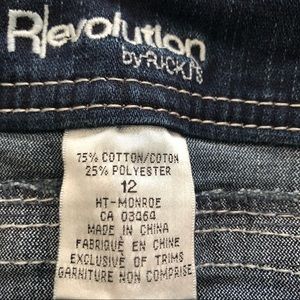 R/evolution
by RICKI'S
75% COTTON/COTON
25% POLYESTER
12
HT-MONROE
CA 03464
MADE IN CHINA
FABRIQUÉ EN CHINE
EXCLUSIVE OF TRIMS
GARNITURE NON COMPRISE